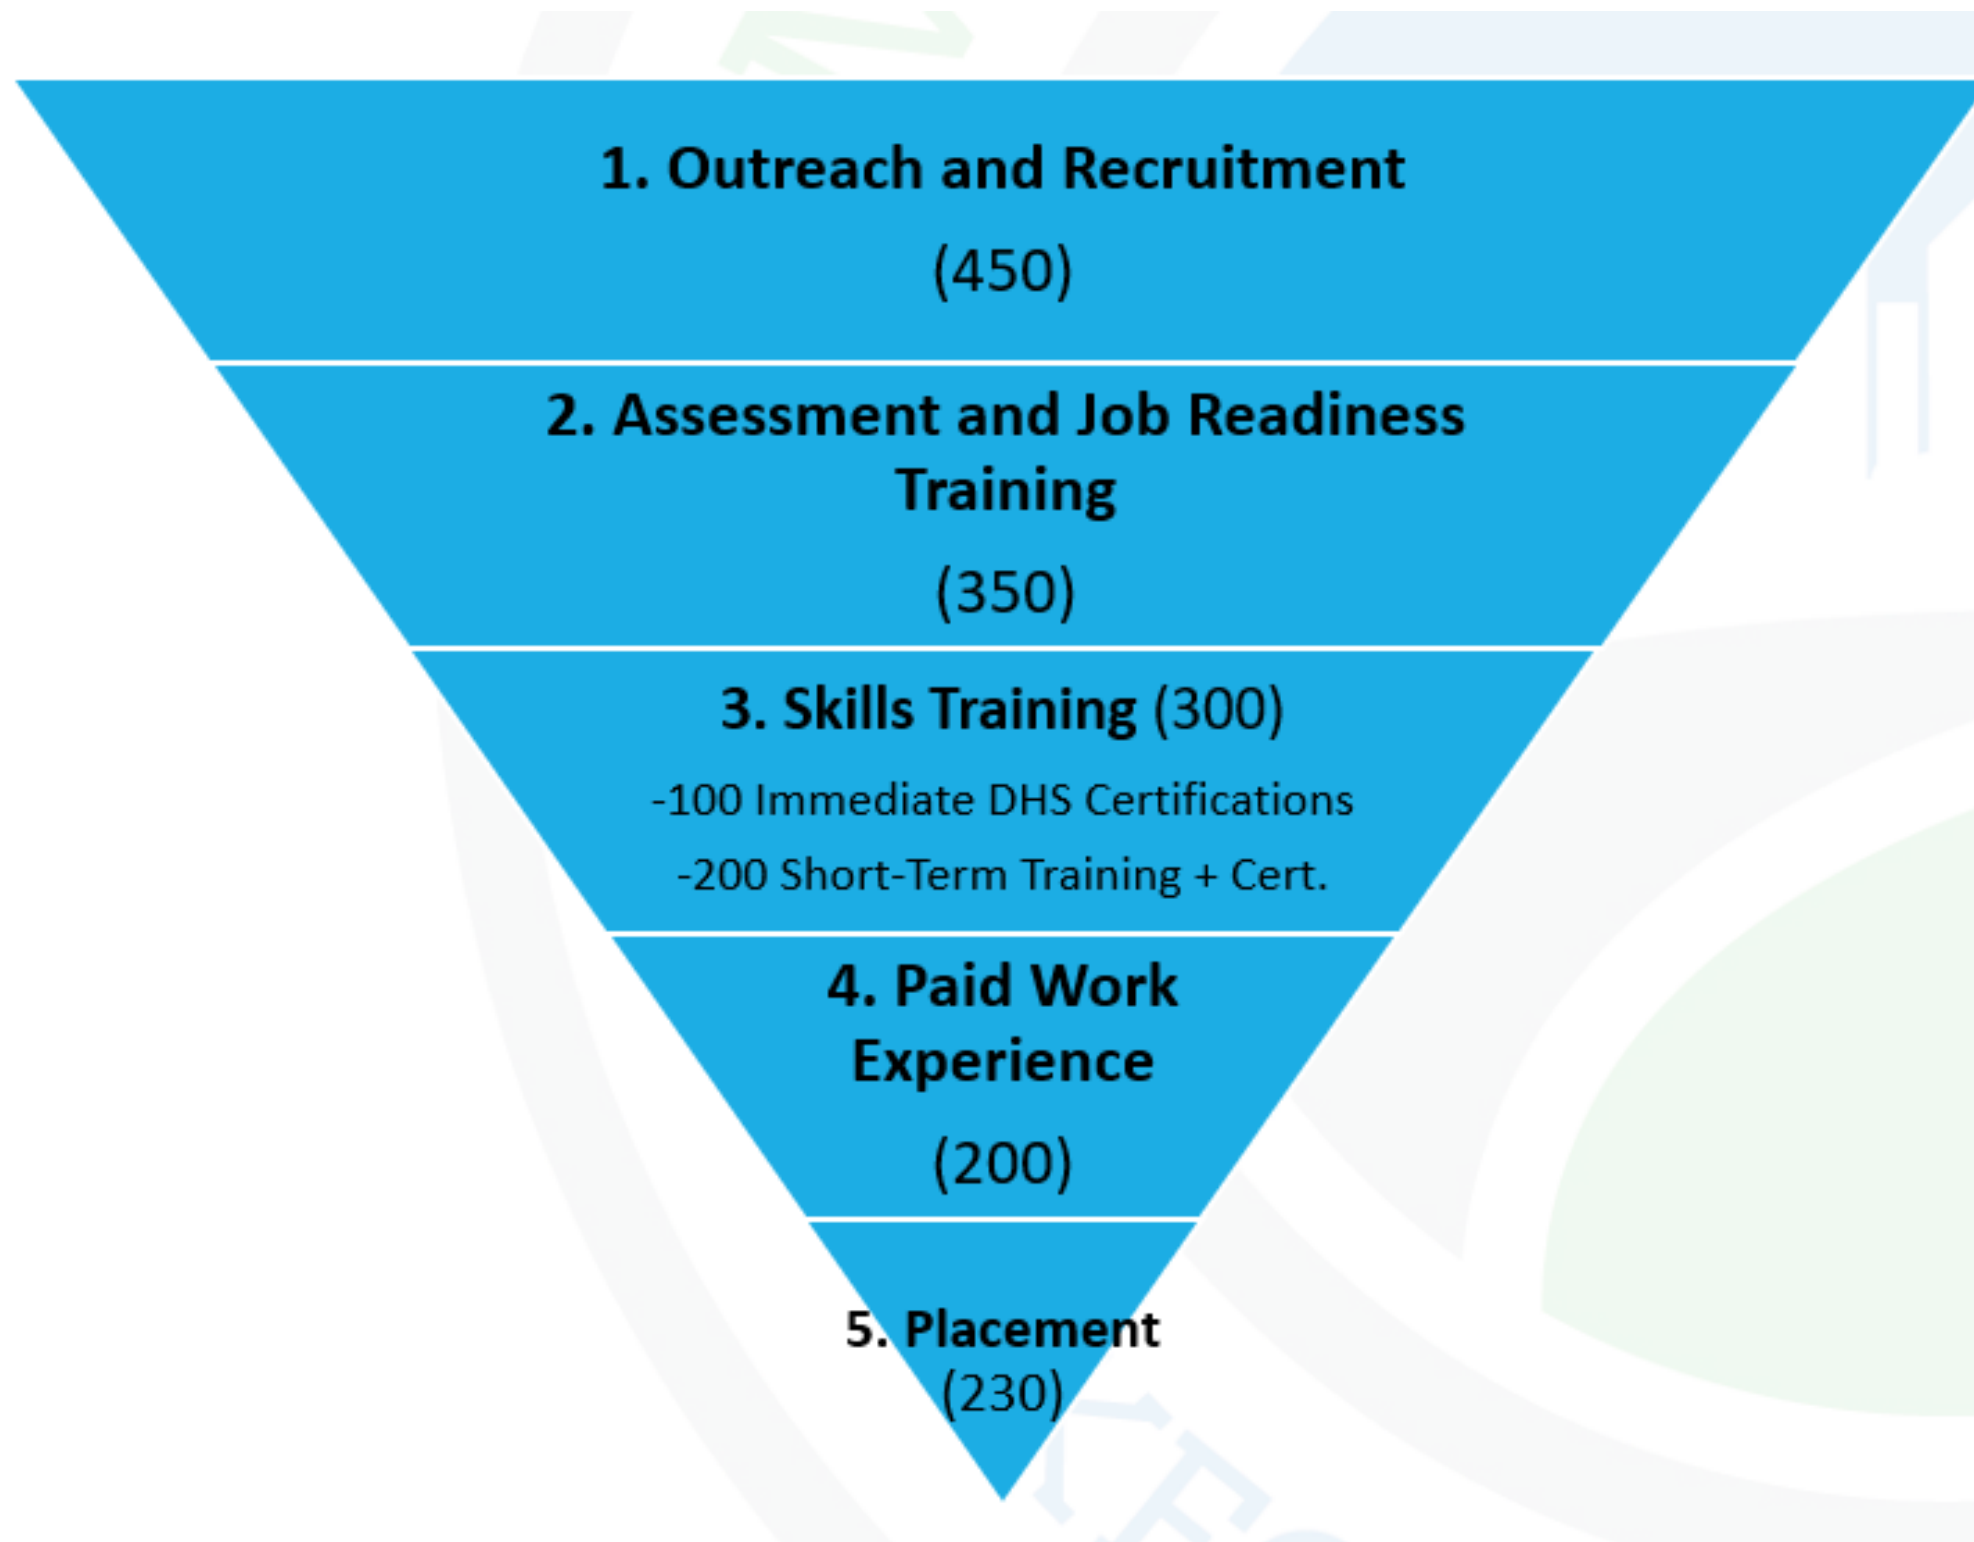 1. Outreach and Recruitment
(450)
2. Assessment and Job Readiness
Training
(350)
3. Skills Training (300)
-100 Immediate DHS Certifications
-200 Short-Term Training + Cert.
4. Paid Work
Experience
(200)
5. Placement
(230)